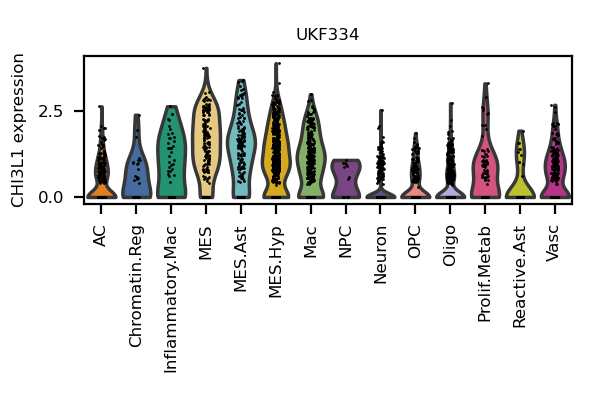 UKF334
CHI3L1 expression
2.5
0.0
AC
Chromatin.Reg
Inflammatory.Mac
MES
MES.Ast
MES.Hyp
Mac
NPC
Neuron
OPC
Oligo
Prolif.Metab
Reactive.Ast
Vasc